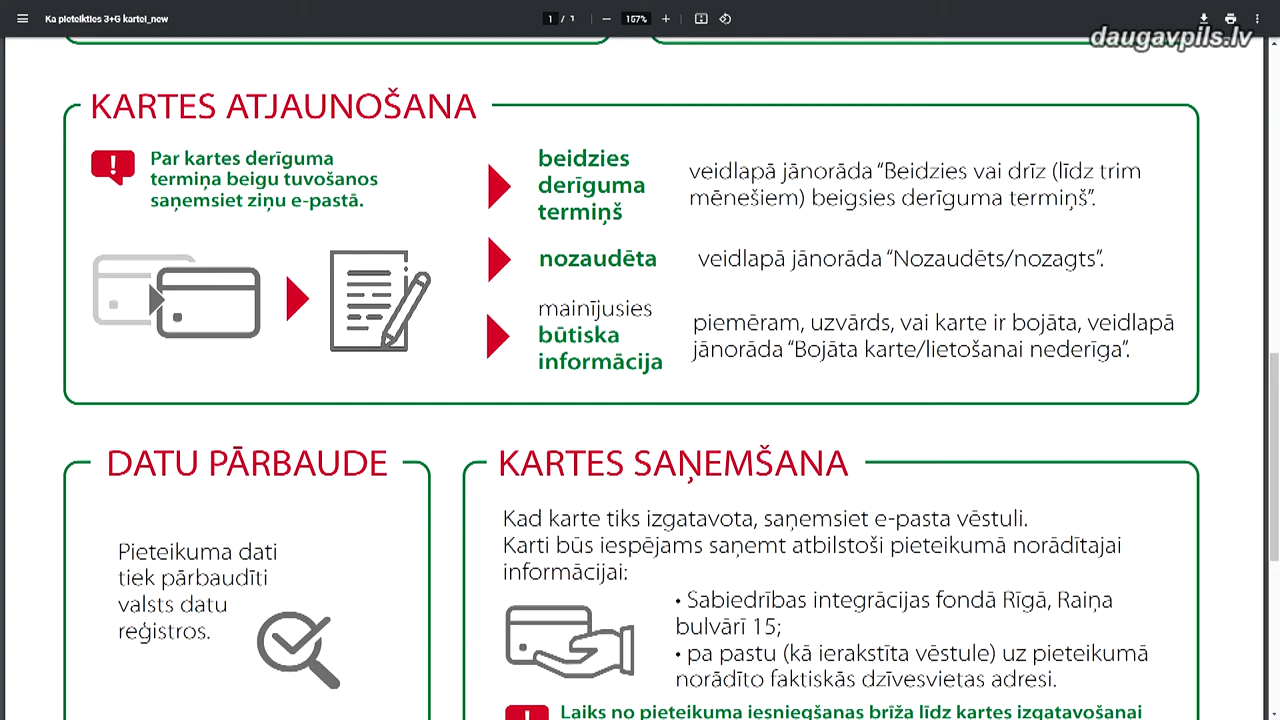 Ka pieteikties 3+G kartei_new
1 / 1
157%
daugavpils.lv
KARTES ATJAUNOŠANA
Par kartes derīguma
termiņa beigu tuvošanos
saņemsiet ziņu e-pastā.
beidzies
derīguma
termiņš
veidlapā jānorāda “Beidzies vai drīz (līdz trim
mēnešiem) beigsies derīguma termiņš”.
nozaudēta
veidlapā jānorāda “Nozaudēts/nozagts”.
mainījusies
būtiska
informācija
piemēram, uzvārds, vai karte ir bojāta, veidlapā
jānorāda “Bojāta karte/lietošanai nederīga”.
DATU PĀRBAUDE
Pieteikuma dati
tiek pārbaudīti
valsts datu
reģistros.
KARTES SAŅEMŠANA
Kad karte tiks izgatavota, saņemsiet e-pasta vēstuli.
Karti būs iespējams saņemt atbilstoši pieteikumā norādītajai
informācijai:
• Sabiedrības integrācijas fondā Rīgā, Raiņa
bulvārī 15;
• pa pastu (kā ierakstīta vēstule) uz pieteikumā
norādīto faktiskās dzīvesvietas adresi.
Laiks no pieteikuma iesniegšanas brīža līdz kartes izgatavošanai